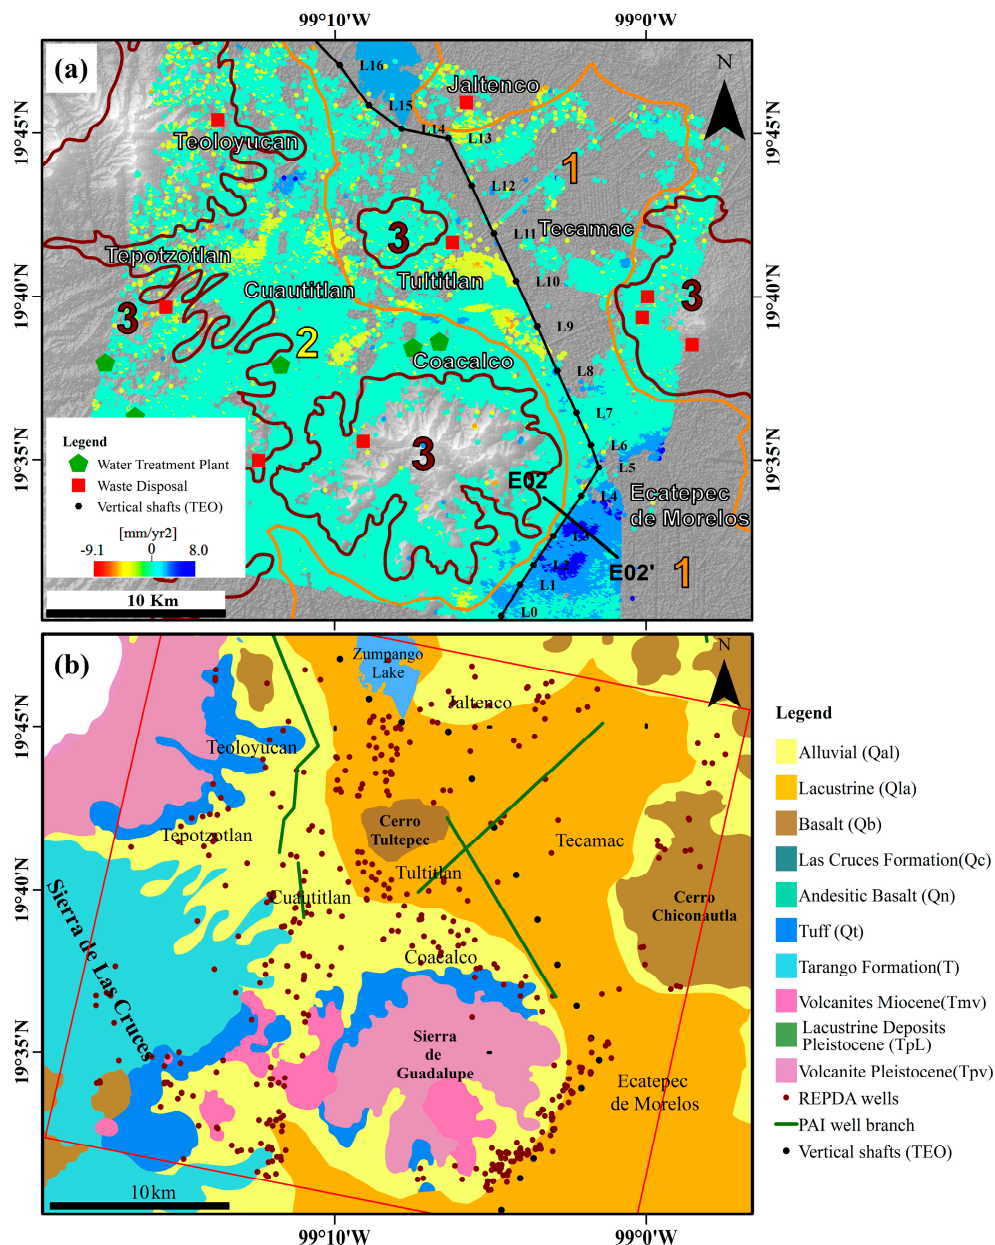 99°10'W 99°0'W
(a)
N
L16
Jaltenco
L15
19°45'N
Teoloyucan
L14
L13
19°45'N
1
L12
3
L11
Tecamac
Tepotzotlan
Tultitlan
Cuautitlan
L10
3
19°40'N
19°40'N
3
2
L9
Coacalco
L8
L7
Legend
Water Treatment Plant
Waste Disposal
Vertical shafts (TEO)
[mm/yr2]
-9.1 0 8.0
10 Km
3
L6
19°35'N
19°35'N
L5
E02
L4
Ecatepec
de Morelos
L3
L2
E02'
1
L1
L0
(b)
Zumpango
Lake
N
Jaltenco
19°45'N
19°45'N
Teoloyucan
Cerro
Tultepec
Tepotzotlan
Tecamac
Tultitlan
19°40'N
19°40'N
Cuautitlan
Cerro
Chiconautla
Sierra de Las Cruces
Coacalco
Sierra
de
Guadalupe
19°35'N
19°35'N
Ecatepec
de Morelos
10km
99°10'W 99°0'W
Legend
Alluvial (Qal)
Lacustrine (Qla)
Basalt (Qb)
Las Cruces Formation(Qc)
Andesitic Basalt (Qn)
Tuff (Qt)
Tarango Formation(T)
Volcanites Miocene(Tmv)
Lacustrine Deposits
Pleistocene (TpL)
Volcanite Pleistocene(Tpv)
REPDA wells
PAI well branch
Vertical shafts (TEO)